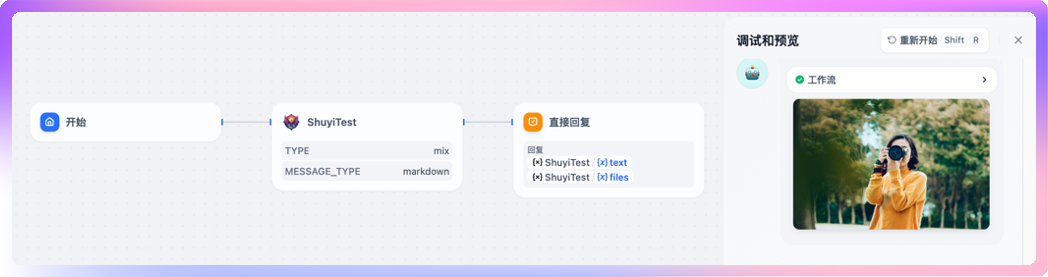 调试和预览
重新开始 Shift R
工作流
开始
ShuyiTest
TYPE mix
MESSAGE_TYPE markdown
直接回复
回复
{×} ShuyiTest / {x} text
{×} ShuyiTest / {x} files